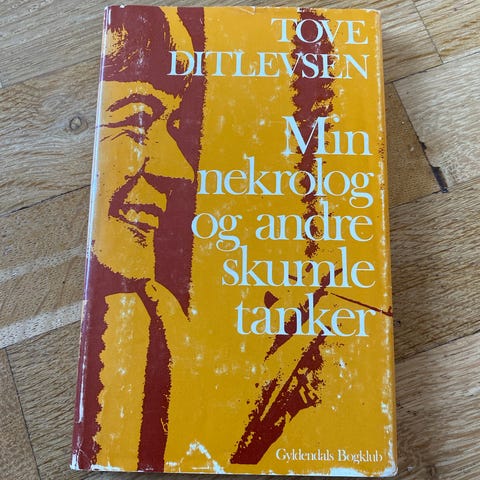 TOVE
DITLEVSEN
Min
nekrolog
og andre
skumle
tanker
Gyldendals Bogklub